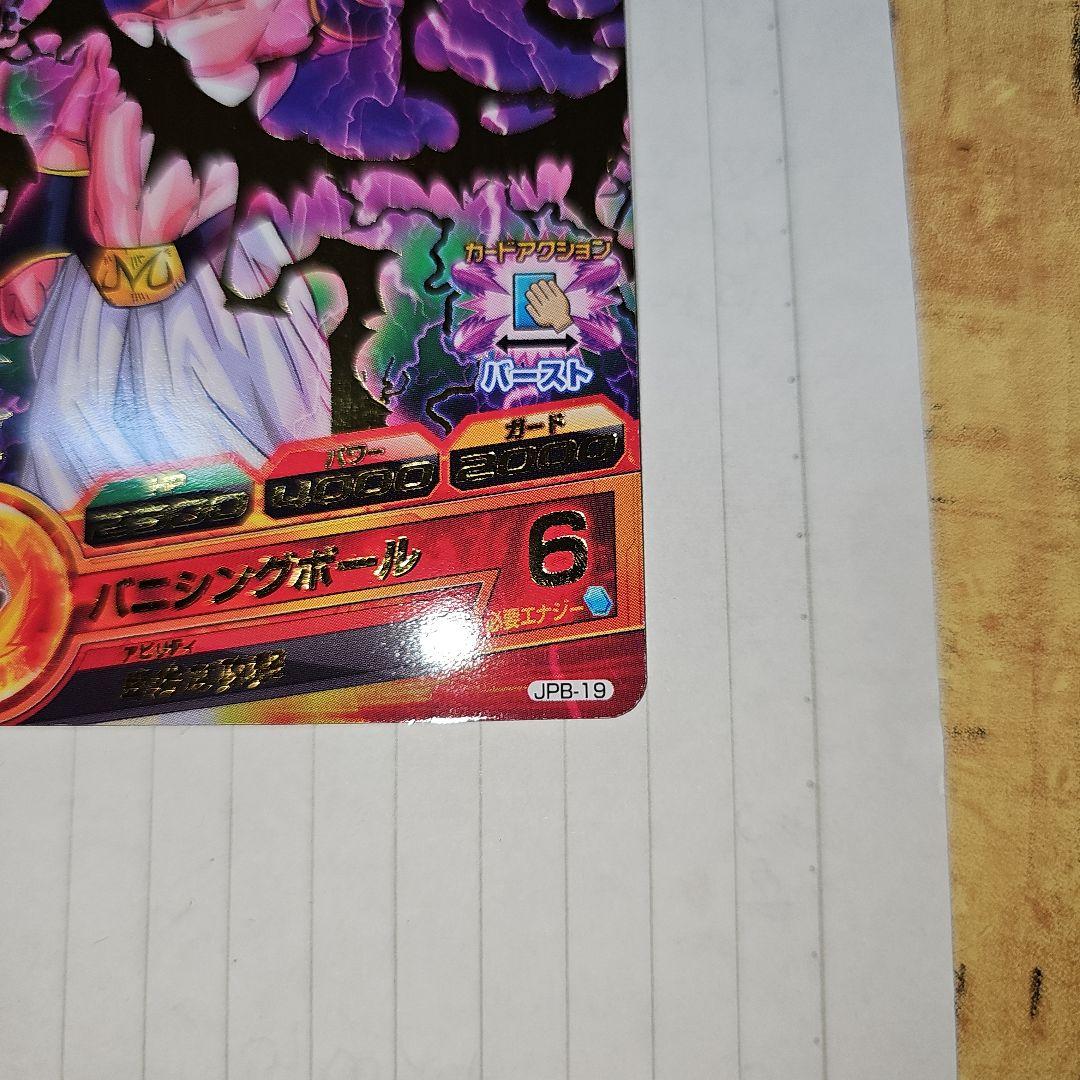 カードアクション
バースト
HP
パワー
ガード
4000
2000
バニシングボール
6
必要エナジー
アビリティ
JPB-19